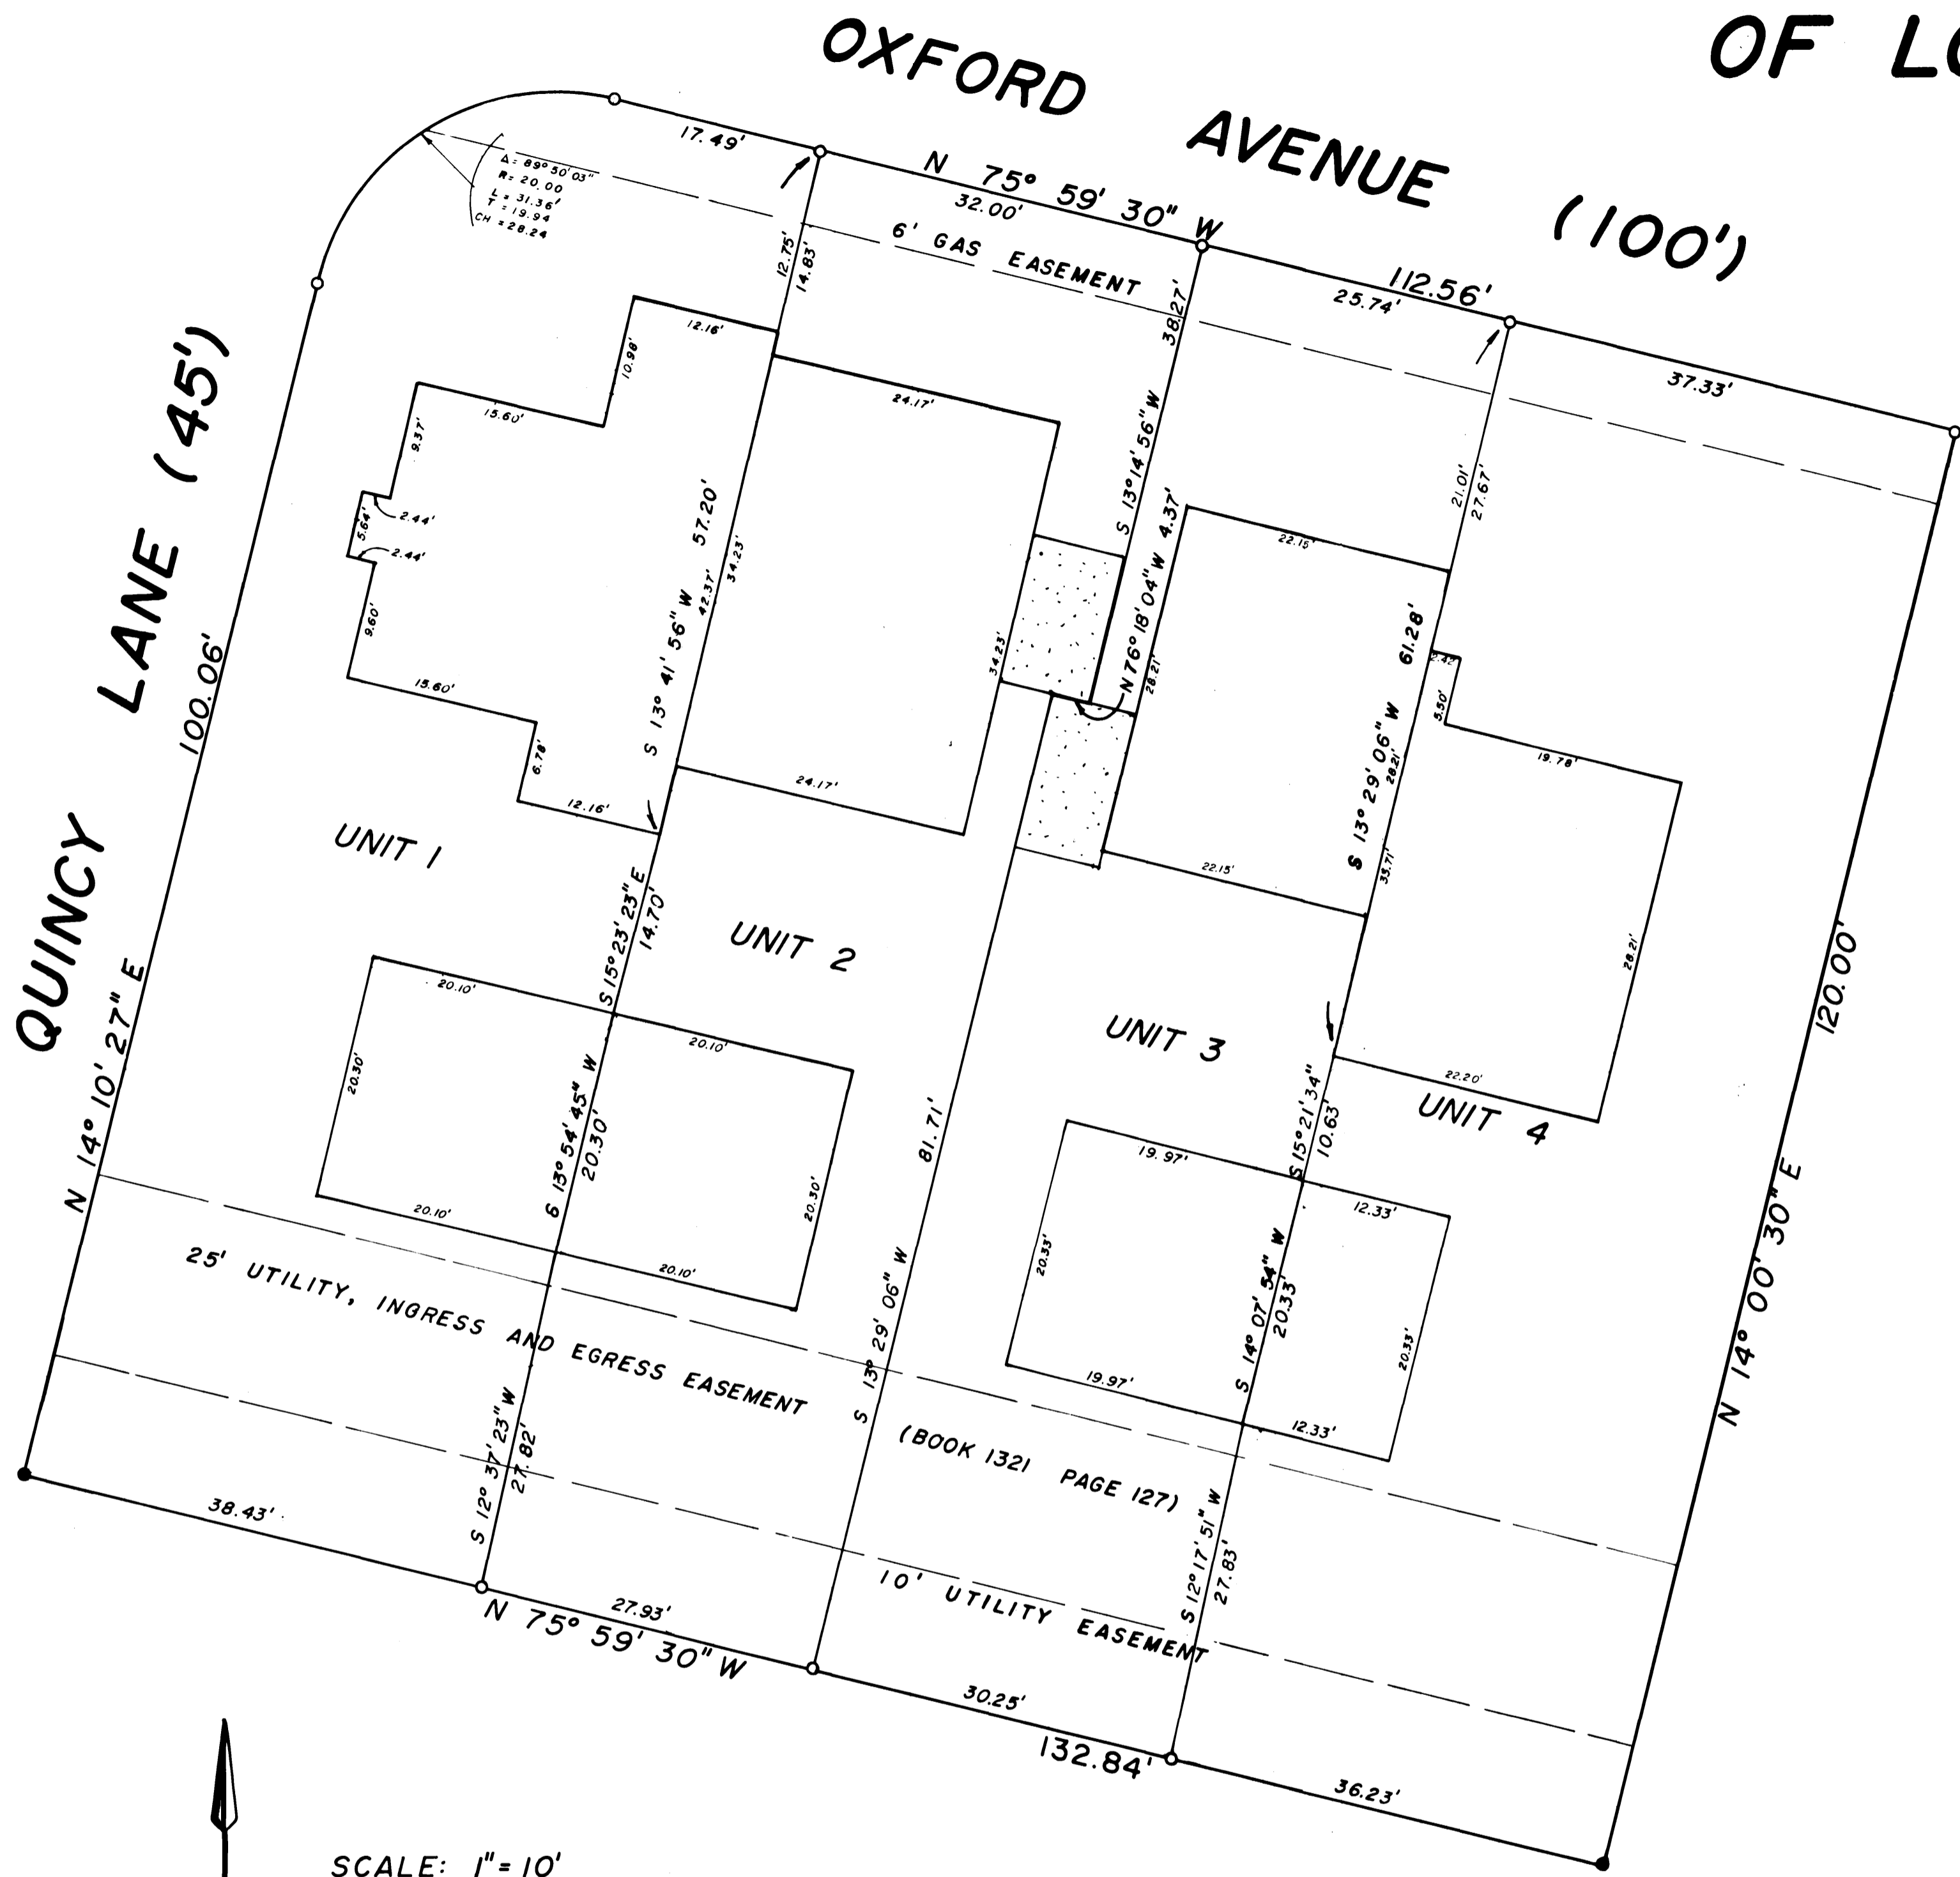 OF LO
OXFORD AVENUE (100')
17.49'
N 75° 59' 30" W
32.00'
112.56'
25.74'
37.33'
Δ= 89° 50' 03"
R= 20.00
L = 31.36'
T = 19.94
CH = 28.24
6' GAS EASEMENT
12.75'
14.83'
38.27'
12.16'
10.98'
15.60'
9.37'
2.44'
5.64'
2.44'
9.60'
15.60'
6.78'
12.16'
QUINCY LANE (45')
100.06'
N 14° 10' 27" E
57.20'
S 13° 41' 56" W
42.37'
34.23'
24.17'
34.23'
24.17'
S 13° 14' 56" W
N76° 18' 04" W 4.37'
22.15'
28.21'
22.15'
21.01'
27.67'
61.28'
S 13° 29' 06" W
28.21'
2.42'
5.50'
19.78'
28.21'
22.20'
UNIT 1
UNIT 2
UNIT 3
UNIT 4
S 15° 23' 23" E
14.70'
20.10'
20.10'
20.30'
S 13° 54' 45" W
20.30'
20.30'
20.10'
20.10'
81.71'
S 13° 29' 06" W
S 15° 21' 34"
10.63'
19.97'
12.33'
20.33'
S 14° 07' 54" W
20.33'
20.33'
19.97'
12.33'
120.00'
N 14° 00' 30" E
25' UTILITY, INGRESS AND EGRESS EASEMENT
(BOOK 1321 PAGE 127)
10' UTILITY EASEMENT
S 12° 37' 23" W
27.82'
S 12° 17' 51" W
27.83'
38.43'
27.93'
N 75° 59' 30" W
30.25'
132.84'
36.23'
SCALE: 1" = 10'